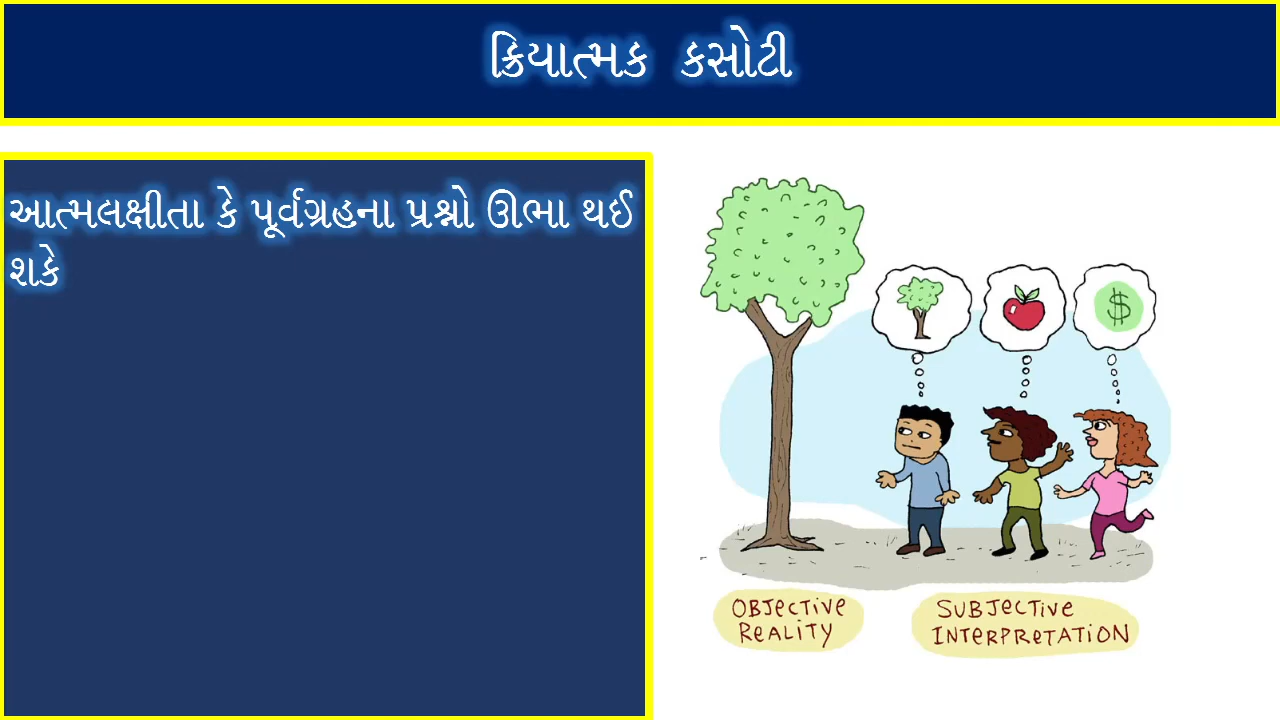 ક્રિયાત્મક કસોટી
આત્મલક્ષીતા કે પૂર્વગ્રહના પ્રશ્નો ઊભા થઈ
શકે
$
OBJECTIVE
REALITY
SUBJECTIVE
INTERPRETATION